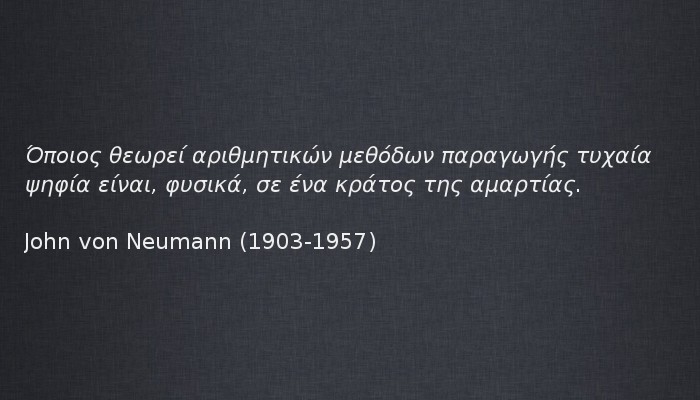 Όποιος θεωρεί αριθμητικών μεθόδων παραγωγής τυχαία
ψηφία είναι, φυσικά, σε ένα κράτος της αμαρτίας.
John von Neumann (1903-1957)